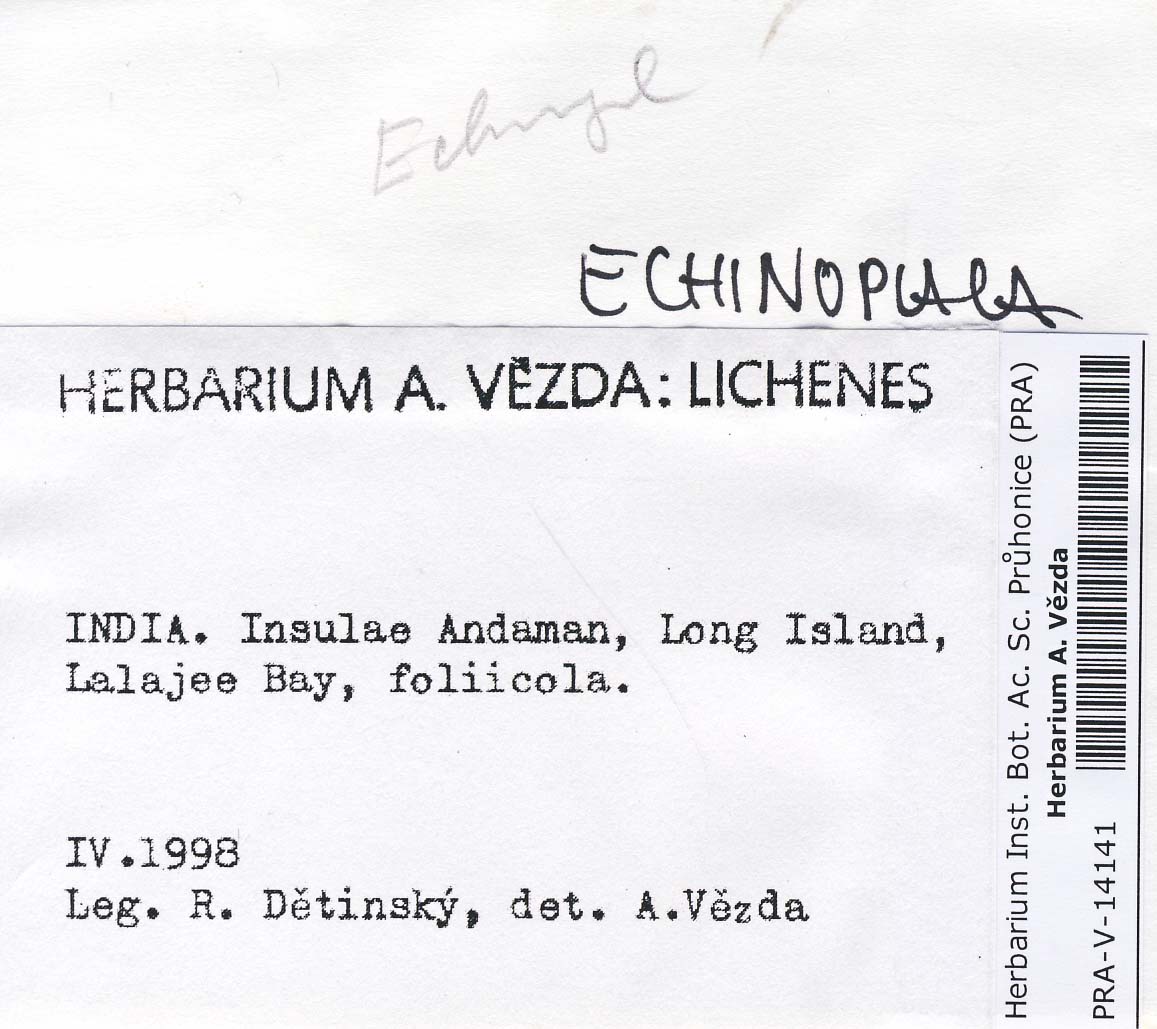 ECHINOPLACA
HERBARIUM A. VĚZDA: LICHENES
INDIA. Insulae Andaman, Long Island,
Lalajee Bay, foliicola.
IV.1998
Leg. R. Dětinský, det. A.Vězda
Herbarium Inst. Bot. Ac. Sc. Průhonice (PRA)
Herbarium A. Vězda
PRA-V-14141